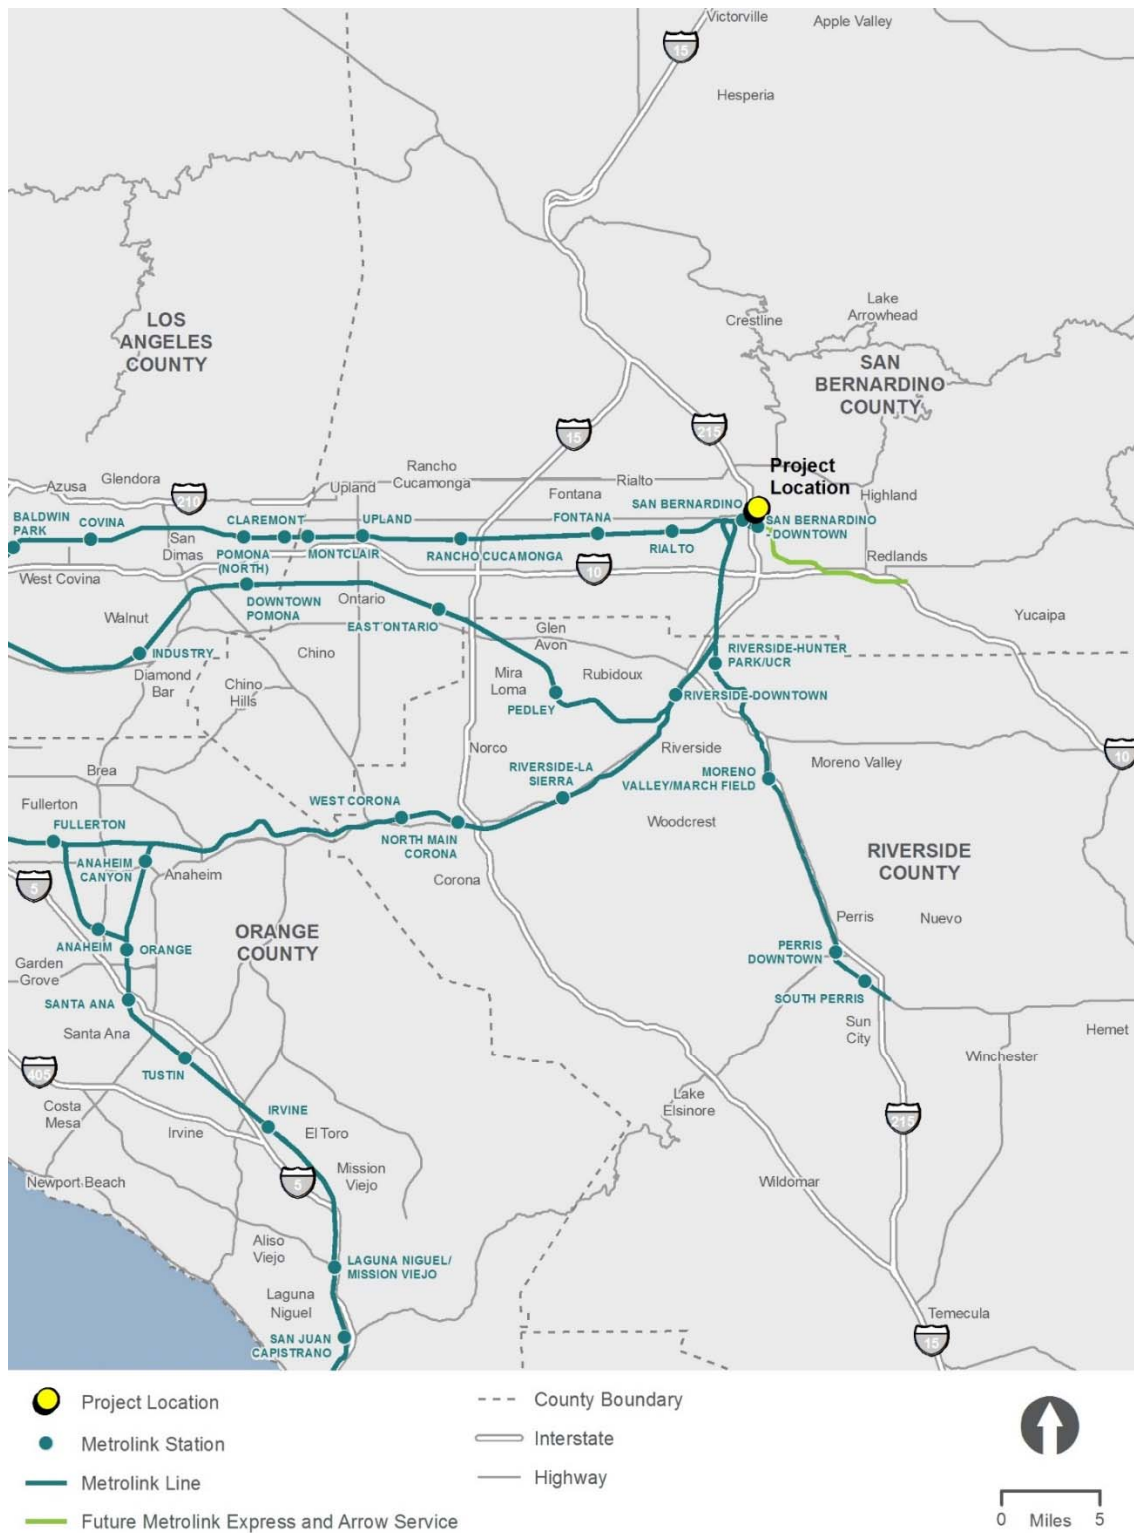 Victorville
Apple Valley
15
Hesperia
Lake
Arrowhead
Crestline
LOS
ANGELES
COUNTY
SAN
BERNARDINO
COUNTY
15
215
Project
Location
Glendora
Azusa
210
Upland
Rancho
Cucamonga
Rialto
Fontana
Highland
BALDWIN
PARK
COVINA
CLAREMONT
UPLAND
FONTANA
SAN BERNARDINO
SAN BERNARDINO
-DOWNTOWN
San
Dimas
POMONA
(NORTH)
MONTCLAIR
RANCHO CUCAMONGA
RIALTO
Redlands
West Covina
10
Walnut
DOWNTOWN
POMONA
Ontario
EAST ONTARIO
Glen
Avon
Yucaipa
INDUSTRY
Chino
RIVERSIDE-HUNTER
PARK/UCR
Diamond
Bar
Chino
Hills
Mira
Loma
Rubidoux
PEDLEY
RIVERSIDE-DOWNTOWN
Norco
Riverside
10
Brea
RIVERSIDE-LA
SIERRA
MORENO
VALLEY/MARCH FIELD
Moreno Valley
Fullerton
FULLERTON
WEST CORONA
NORTH MAIN
CORONA
Woodcrest
ANAHEIM
CANYON
Anaheim
Corona
RIVERSIDE
COUNTY
5
ORANGE
COUNTY
Perris
Nuevo
ANAHEIM
ORANGE
PERRIS
DOWNTOWN
Garden
Grove
SANTA ANA
SOUTH PERRIS
Santa Ana
Sun
City
Hemet
Winchester
405
TUSTIN
Costa
Mesa
IRVINE
Irvine
El Toro
Lake
Elsinore
215
Mission
Viejo
5
Newport Beach
Wildomar
Aliso
Viejo
LAGUNA NIGUEL/
MISSION VIEJO
Laguna
Niguel
Temecula
SAN JUAN
CAPISTRANO
15
Project Location
Metrolink Station
Metrolink Line
Future Metrolink Express and Arrow Service
County Boundary
Interstate
Highway
0 Miles 5